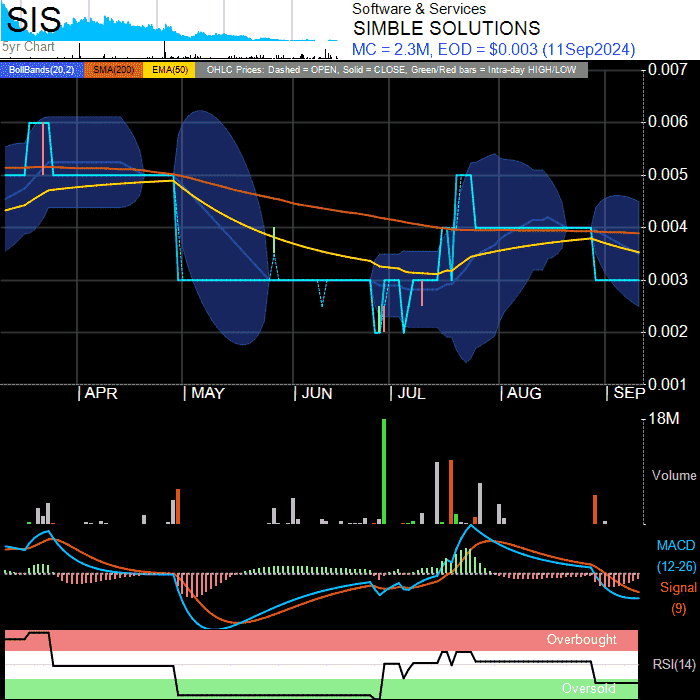 SIS
5yr Chart
Software & Services
SIMBLE SOLUTIONS
MC = 2.3M, EOD = $0.003 (11Sep2024)
BollBands(20,2) SMA(200) EMA(50) OHLC Prices: Dashed = OPEN, Solid = CLOSE, Green/Red bars = Intra-day HIGH/LOW
0.007
0.006
0.005
0.004
0.003
0.002
0.001
| APR | MAY | JUN | JUL | AUG | SEP
18M
Volume
MACD
(12-26)
Signal
(9)
Overbought
RSI(14)
Oversold